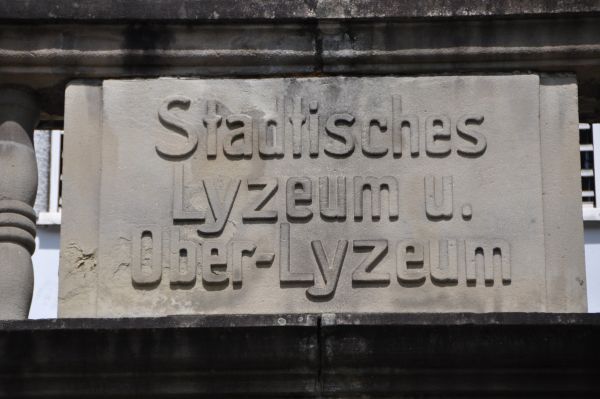 Städtisches
Lyzeum u.
Ober-Lyzeum